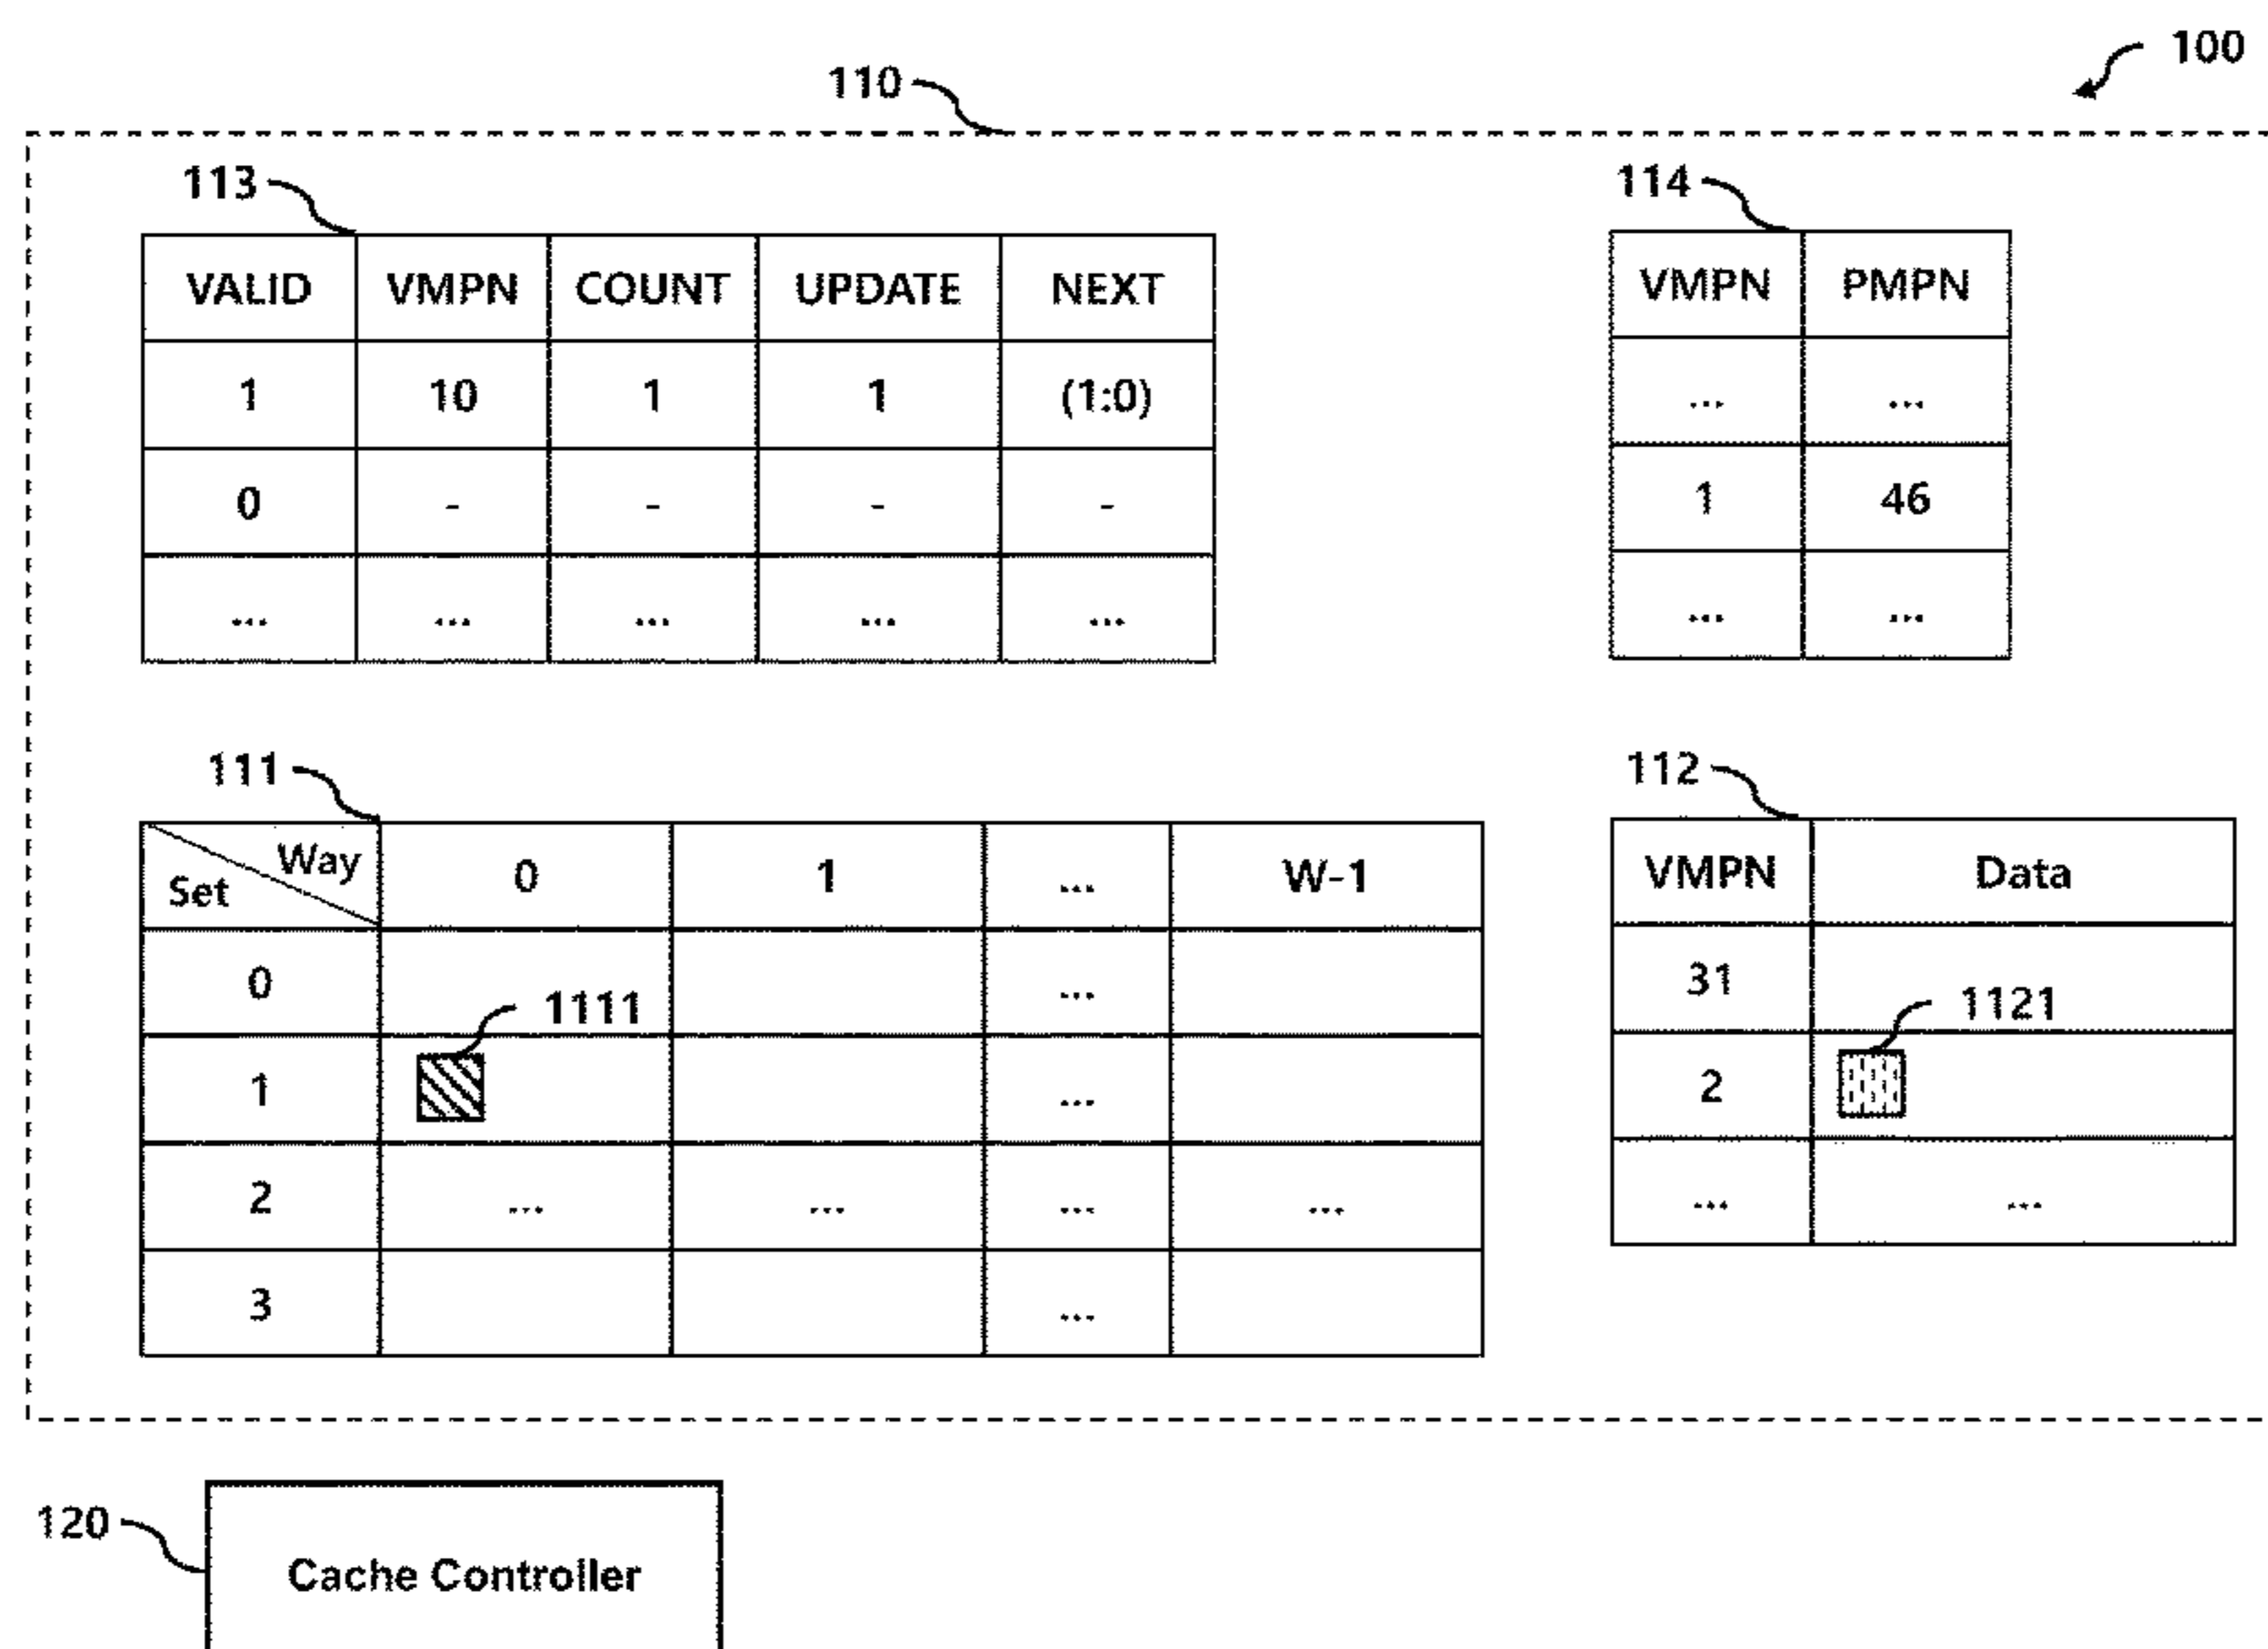 100
110
113
VALID VMPN COUNT UPDATE NEXT
1 10 1 1 (1:0)
0 - - - -
... ... ... ... ...
114
VMPN PMPN
... ...
1 46
... ...
111
Way
Set
0 1 ... W-1
0 ...
1111
1 ...
2 ... ... ... ...
3 ...
112
VMPN Data
31
1121
2
... ...
120
Cache Controller